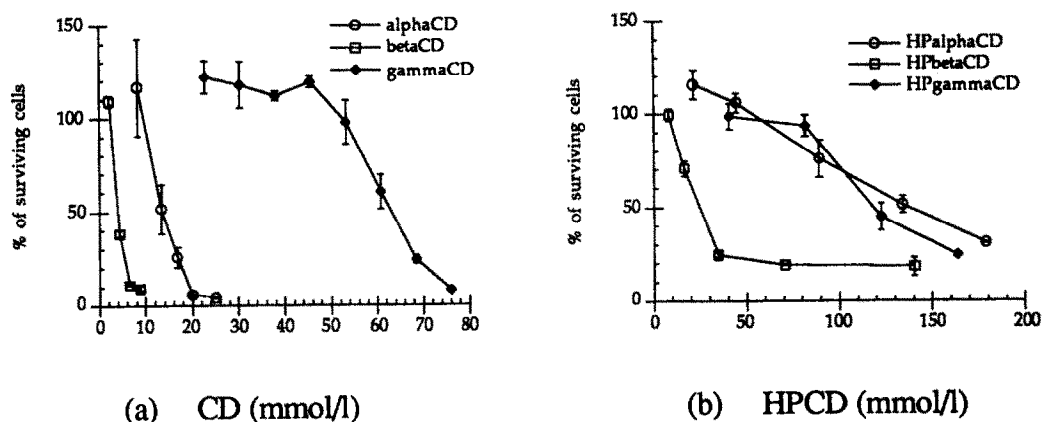 150
100
50
0
% of surviving cells
alphaCD
betaCD
gammaCD
0 10 20 30 40 50 60 70 80
(a) CD (mmol/l)
150
100
50
0
% of surviving cells
HPalphaCD
HPbetaCD
HPgammaCD
0 50 100 150 200
(b) HPCD (mmol/l)